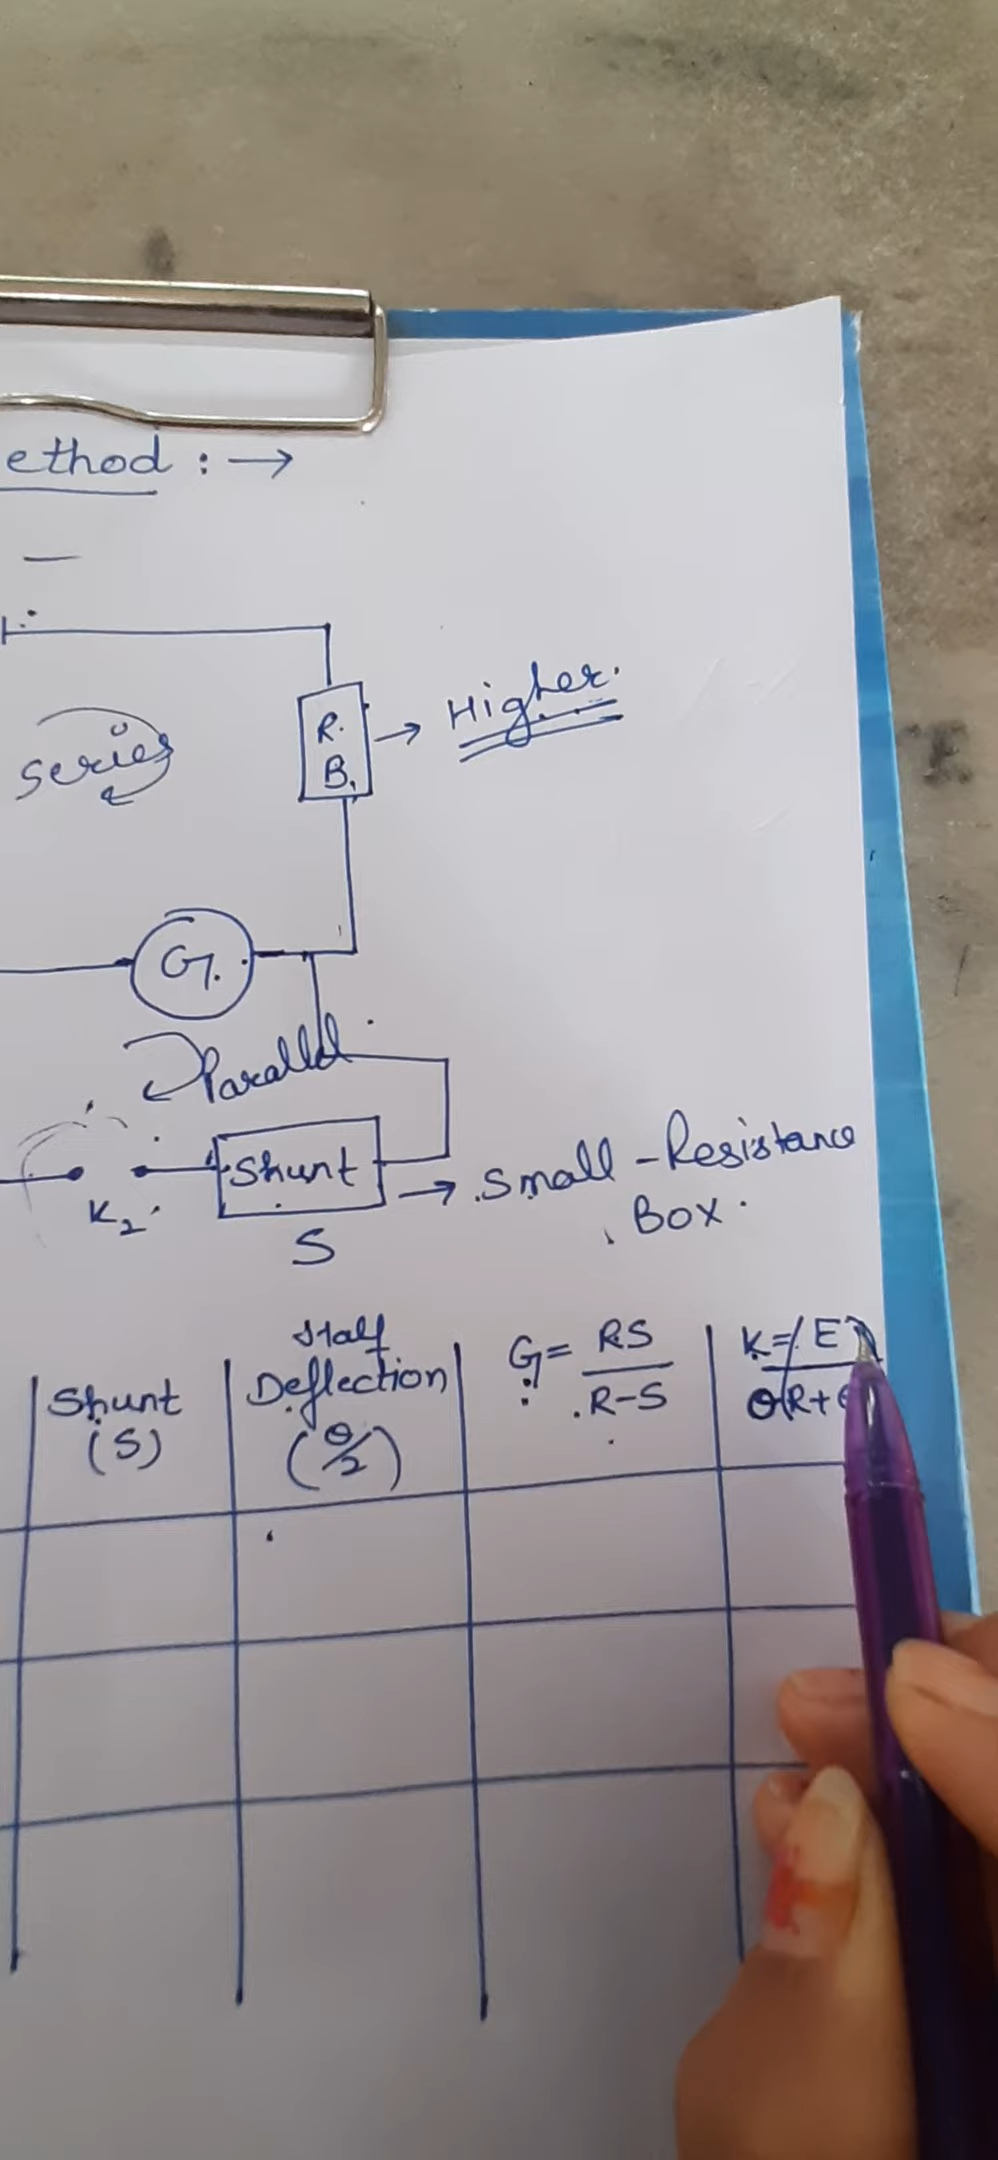 ethod : →
series
R.
B.
→ Higher.
G.
Parallel
K₂
Shunt
S
→ Small-Resistance
Box.
Shunt
(S)
Half
Deflection
(θ/2)
G = RS
R-S
K = E
θ(R+